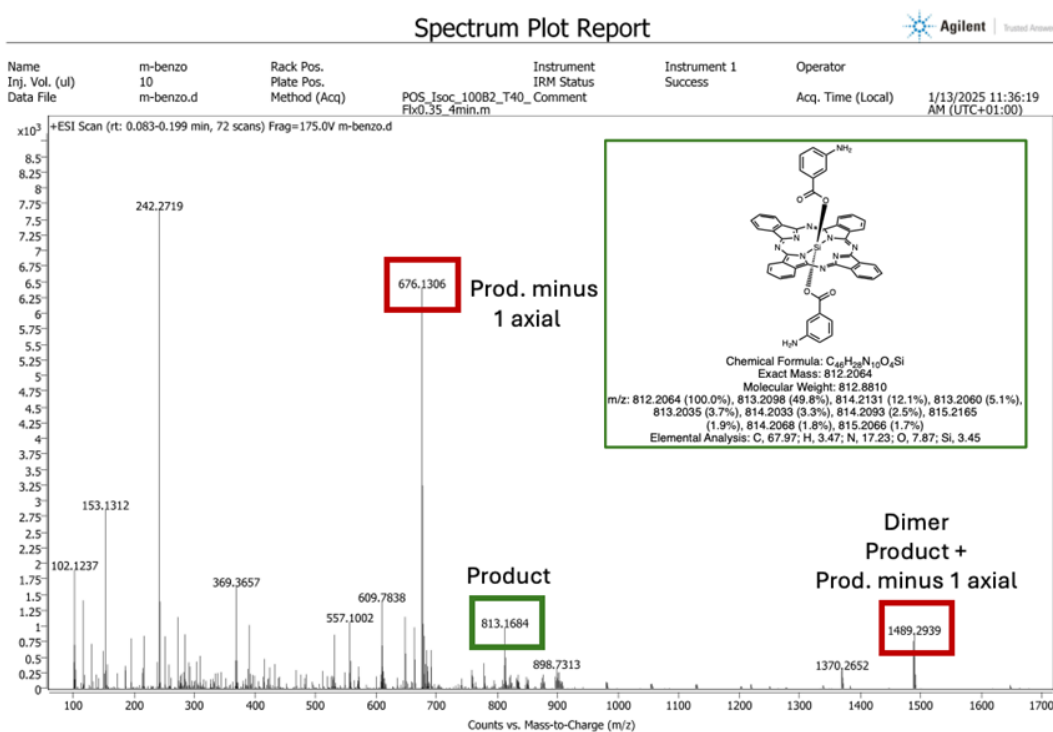 Spectrum Plot Report
Agilent | Trusted Answers
Name m-benzo Rack Pos. Instrument Instrument 1 Operator
Inj. Vol. (ul) 10 Plate Pos. IRM Status Success
Data File m-benzo.d Method (Acq) POS_Isoc_100B2_T40_ Comment Acq. Time (Local) 1/13/2025 11:36:19
Flx0.35_4min.m AM (UTC+01:00)
x10³ +ESI Scan (rt: 0.083-0.199 min, 72 scans) Frag=175.0V m-benzo.d
8.5
8.25
8
7.75
7.5
7.25
7
6.75
6.5
6.25
6
5.75
5.5
5.25
5
4.75
4.5
4.25
4
3.75
3.5
3.25
3
2.75
2.5
2.25
2
1.75
1.5
1.25
1
0.75
0.5
0.25
0
102.1237
153.1312
242.2719
369.3657
557.1002
609.7838
676.1306
Prod. minus
1 axial
Product
813.1684
898.7313
1370.2652
Dimer
Product +
Prod. minus 1 axial
1489.2939
NH₂
O
O
N N N
N Si N
N N N
O
O
H₂N
Chemical Formula: C₄₆H₂₈N₁₀O₄Si
Exact Mass: 812.2064
Molecular Weight: 812.8810
m/z: 812.2064 (100.0%), 813.2098 (49.8%), 814.2131 (12.1%), 813.2060 (5.1%),
813.2035 (3.7%), 814.2033 (3.3%), 814.2093 (2.5%), 815.2165
(1.9%), 814.2068 (1.8%), 815.2066 (1.7%)
Elemental Analysis: C, 67.97; H, 3.47; N, 17.23; O, 7.87; Si, 3.45
100 200 300 400 500 600 700 800 900 1000 1100 1200 1300 1400 1500 1600 1700
Counts vs. Mass-to-Charge (m/z)